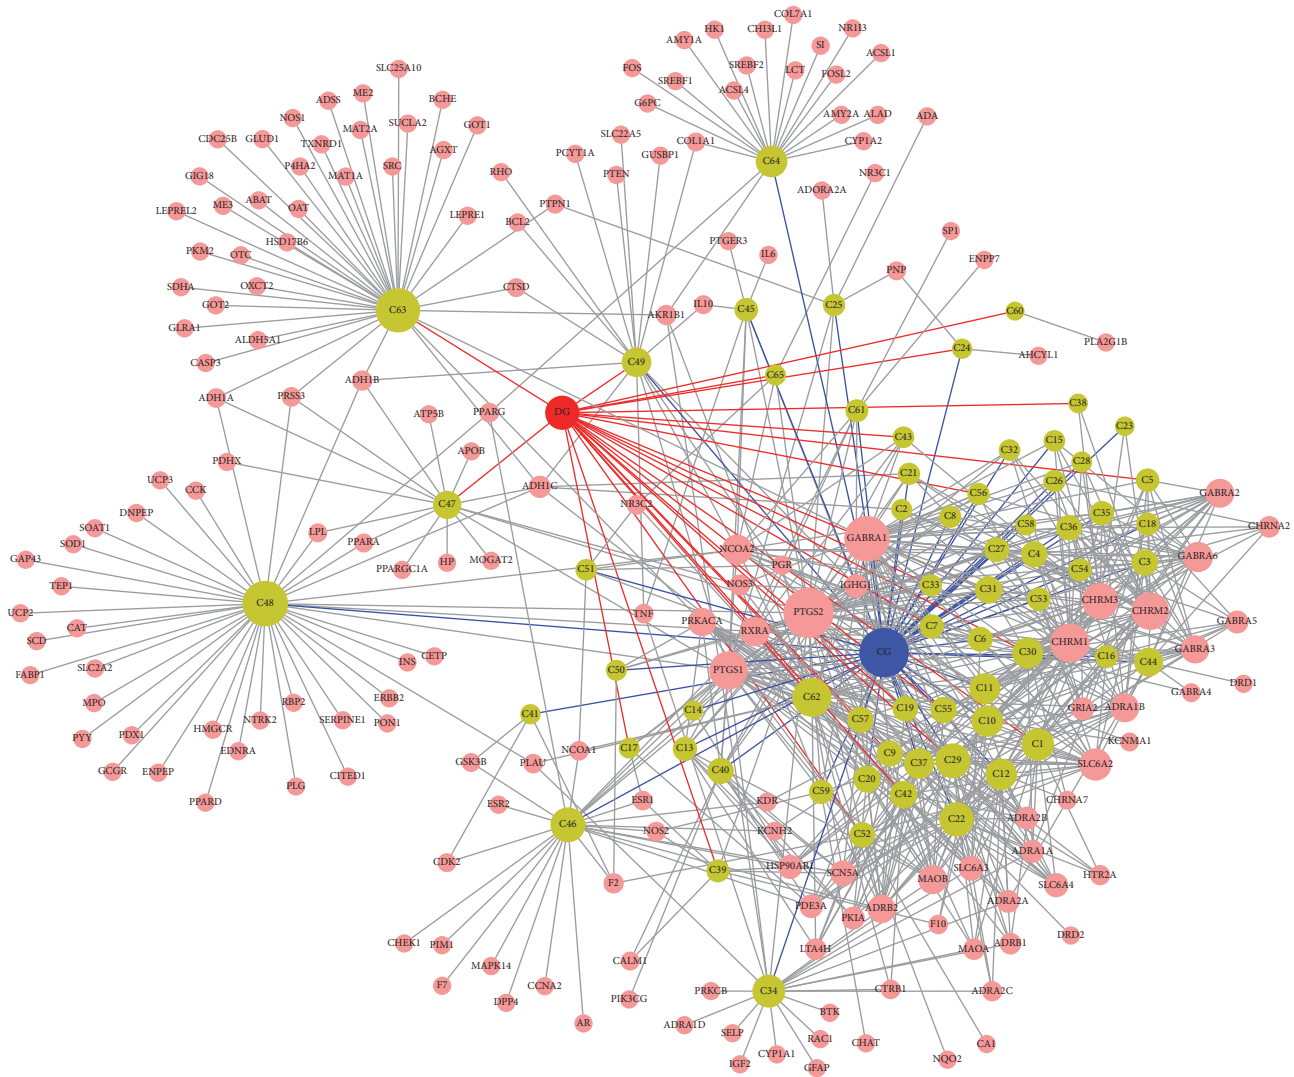 COL7A1
HK1
CHI3L1
NR1I3
AMY1A
SI
ACSL1
FOS
SREBF2
LCT
FOSL2
SREBF1
ACSL4
G6PC
AMY2A
ALAD
ADA
CYP1A2
C64
SLC25A10
ME2
ADSS
BCHE
NOS1
MAT2A
SUCLA2
GOT1
CDC25B
GLUD1
TXNRD1
AGXT
P4HA2
MAT1A
SRC
GIG18
ABAT
OAT
LEPREL2
ME3
LEPRE1
HSD17B6
PKM2
OTC
SDHA
OXCT2
GOT2
GLRA1
ALDH5A1
CASP3
C63
SLC22A5
COL1A1
PCYT1A
GUSBP1
PTEN
RHO
PTPN1
BCL2
CTSD
NR3C1
ADORA2A
PTGER3
IL6
SP1
ENPP7
PNP
IL10
AKR1B1
C45
C25
C60
PLA2G1B
C24
AHCYL1
C49
C65
ADH1B
ADH1A
PRSS3
ATP5B
PPARG
DG
C61
C38
C23
C43
C32
C15
C28
APOB
PDHX
ADH1C
NR3C2
C47
C21
C56
C26
C5
GABRA2
UCP3
CCK
DNPEP
SOAT1
SOD1
LPL
PPARA
GAP43
TEP1
PPARGC1A
HP
MOGAT2
C51
C2
C8
C58
C36
C35
C18
CHRNA2
GABRA1
NCOA2
PGR
NOS3
IGHG1
C27
C4
C54
C3
GABRA6
C33
C31
C53
CHRM3
CHRM2
C48
UCP2
SCD
CAT
FABP1
SLC2A2
MPO
PYY
PDX1
GCGR
ENPEP
HMGCR
EDNRA
NTRK2
RBP2
SERPINE1
PPARD
PLG
CITED1
INS
CETP
ERBB2
PON1
TNF
PRKACA
RXRA
PTGS2
PTGS1
CG
C7
C6
C30
CHRM1
C16
C44
GABRA5
GABRA3
DRD1
GABRA4
C50
C62
C11
C19
C55
C57
C10
GRIA2
ADRA1B
KCNMA1
C1
SLC6A2
C41
C14
C17
C13
C40
C9
C37
C29
C12
C20
C42
C59
C22
C52
GSK3B
PLAU
NCOA1
ESR2
ESR1
KDR
NOS2
KCNH2
C46
CDK2
F2
C39
HSP90AB1
SCN5A
CHRNA7
ADRA2B
ADRA1A
MAOB
SLC6A3
SLC6A4
HTR2A
PDE3A
PKIA
ADRB2
ADRA2A
F10
DRD2
LTA4H
MAOA
ADRB1
CHEK1
PIM1
MAPK14
F7
DPP4
CCNA2
AR
CALM1
PIK3CG
PRKCB
C34
CTRB1
ADRA2C
ADRA1D
SELP
BTK
RAC1
IGF2
CYP1A1
GFAP
CHAT
NQO2
CA1